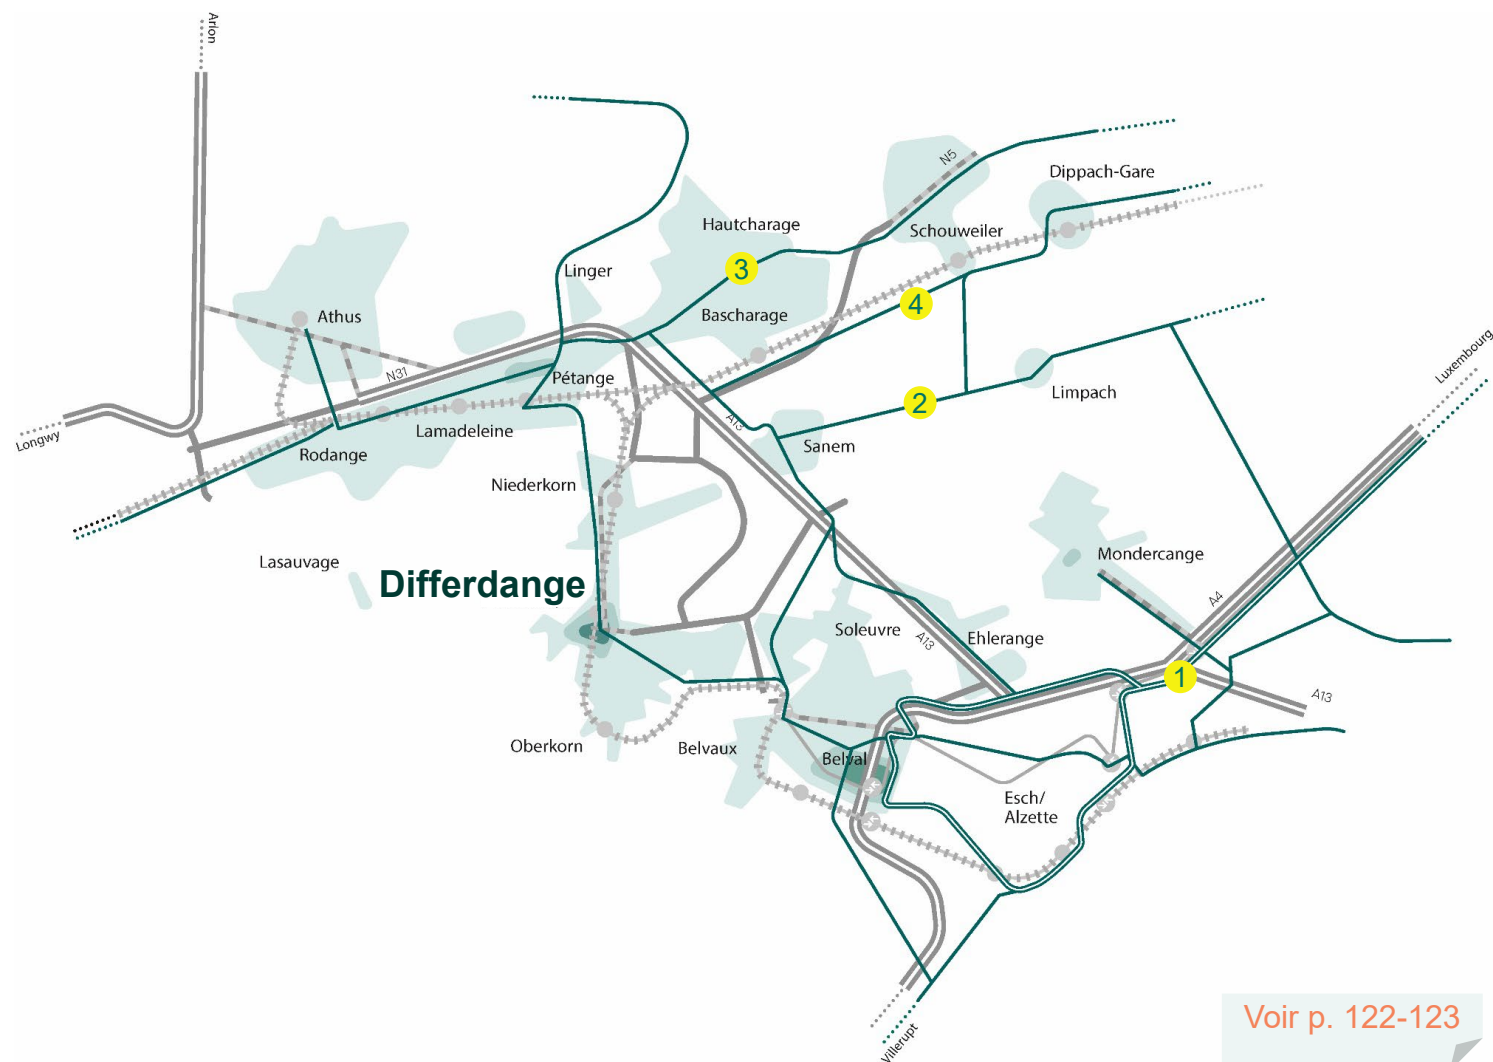 Arlon
N5
Dippach-Gare
Hautcharage
Schouweiler
Linger
3
4
Athus
Bascharage
Luxembourg
N31
Pétange
2
Limpach
Longwy
Lamadeleine
A13
Sanem
Rodange
Niederkorn
Mondercange
Lasauvage
Differdange
A4
Soleuvre
A13
Ehlerange
1
A13
Oberkorn
Belvaux
Belval
Esch/
Alzette
Voir p. 122-123
Villerupt